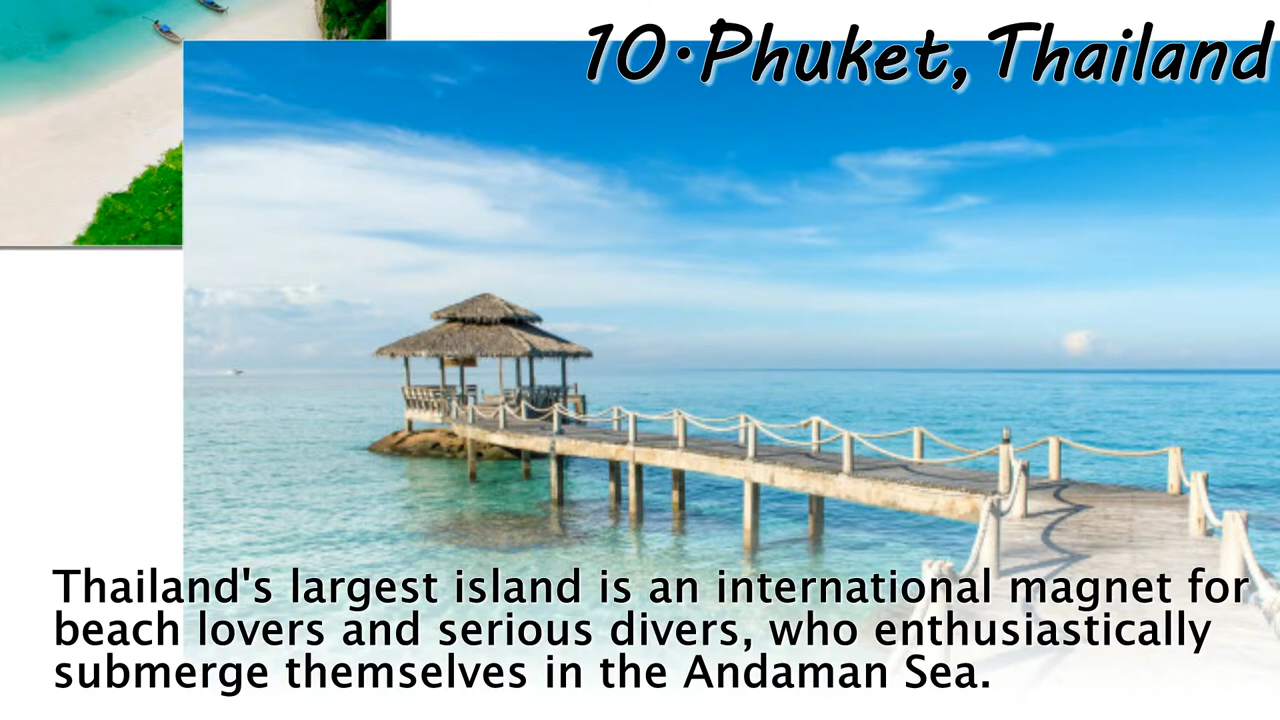 10.Phuket, Thailand
Thailand's largest island is an international magnet for
beach lovers and serious divers, who enthusiastically
submerge themselves in the Andaman Sea.